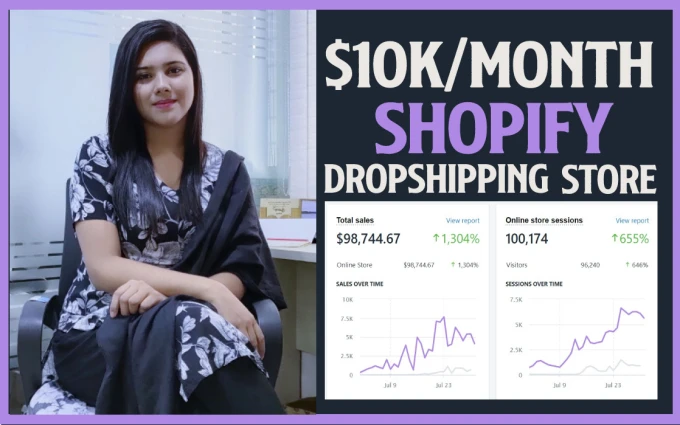 $10K/MONTH
SHOPIFY
DROPSHIPPING STORE
Total sales View report
$98,744.67 ↑1,304%
Online Store $98,744.67 ↑ 1,304%
SALES OVER TIME
10K
7.5K
5K
2.5K
0
Jul 9 Jul 23
Online store sessions View report
100,174 ↑655%
Visitors 96,240 ↑ 646%
SESSIONS OVER TIME
7.5K
1K
2.5K
0
Jul 9 Jul 23